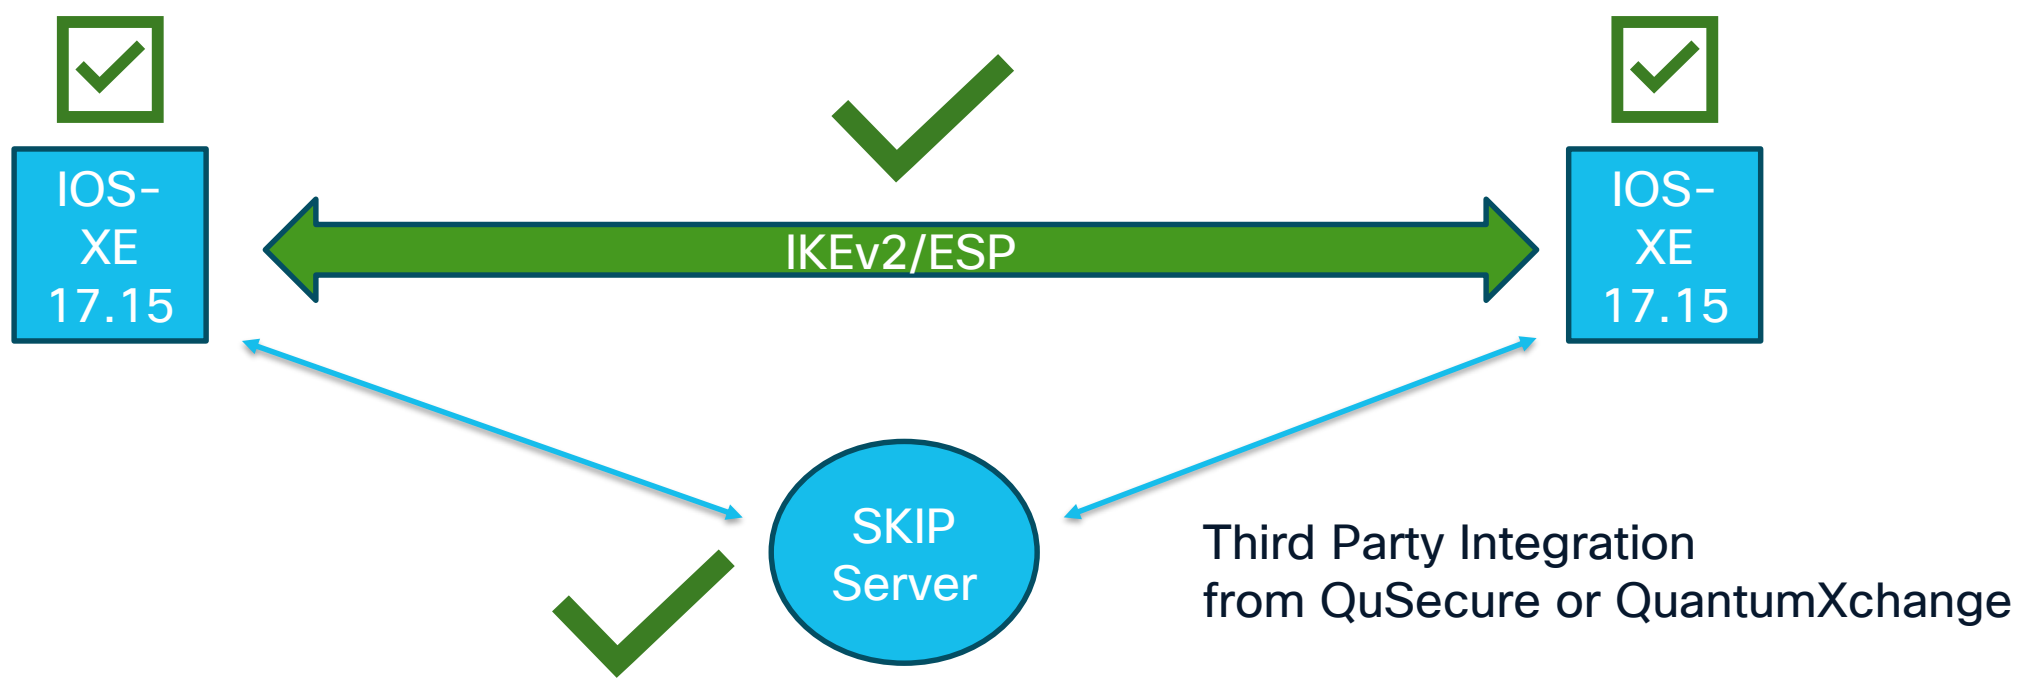 IOS-
XE
17.15
IKEv2/ESP
IOS-
XE
17.15
SKIP
Server
Third Party Integration
from QuSecure or QuantumXchange